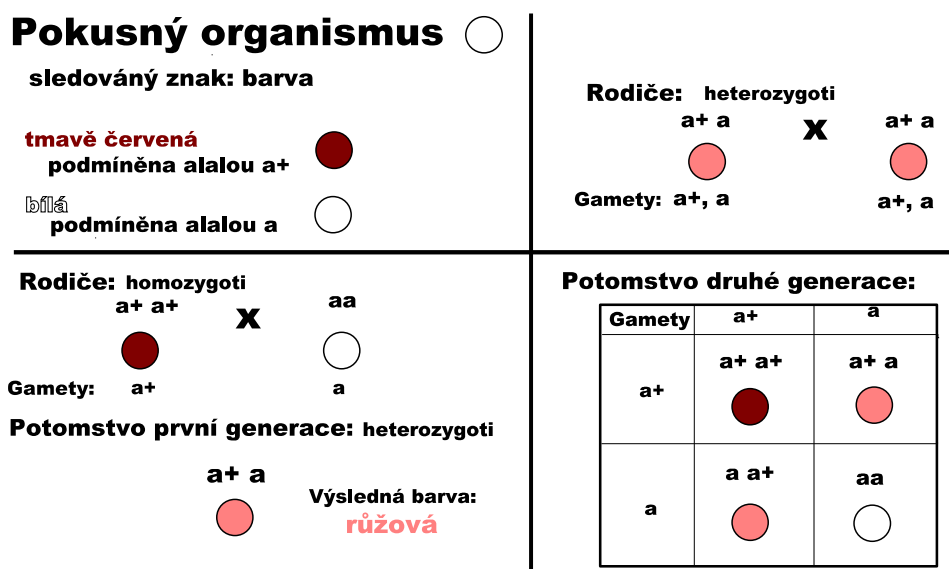 Pokusný organismus
sledováný znak: barva
tmavě červená
podmíněna alalou a+
bílá
podmíněna alalou a
Rodiče: heterozygoti
a+ a x a+ a
Gamety: a+, a a+, a
Rodiče: homozygoti
a+ a+ x aa
Gamety: a+ a
Potomstvo první generace: heterozygoti
a+ a
Výsledná barva:
růžová
Potomstvo druhé generace:
Gamety a+ a
a+ a+ a+ a+ a
a a a+ aa